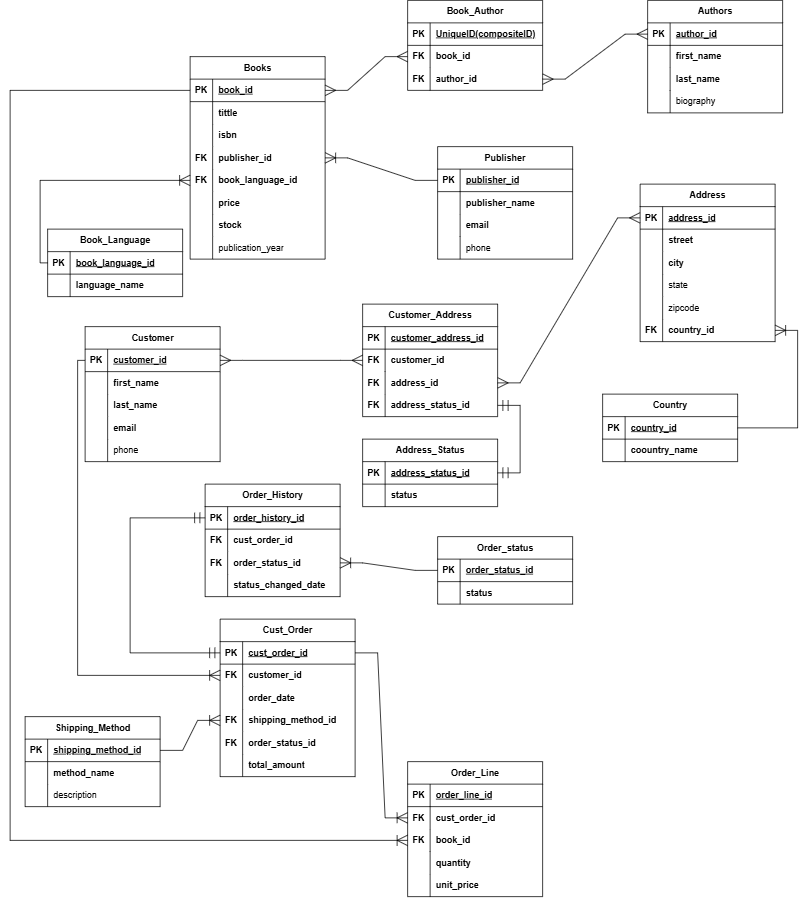 Book_Author
PK UniqueID(compositeID)
FK book_id
FK author_id
Authors
PK author_id
first_name
last_name
biography
Books
PK book_id
tittle
isbn
FK publisher_id
FK book_language_id
price
stock
publication_year
Publisher
PK publisher_id
publisher_name
email
phone
Address
PK address_id
street
city
state
zipcode
FK country_id
Book_Language
PK book_language_id
language_name
Customer_Address
PK customer_address_id
FK customer_id
FK address_id
FK address_status_id
Customer
PK customer_id
first_name
last_name
email
phone
Country
PK country_id
coountry_name
Address_Status
PK address_status_id
status
Order_History
PK order_history_id
FK cust_order_id
FK order_status_id
status_changed_date
Order_status
PK order_status_id
status
Cust_Order
PK cust_order_id
FK customer_id
order_date
FK shipping_method_id
FK order_status_id
total_amount
Shipping_Method
PK shipping_method_id
method_name
description
Order_Line
PK order_line_id
FK cust_order_id
FK book_id
quantity
unit_price